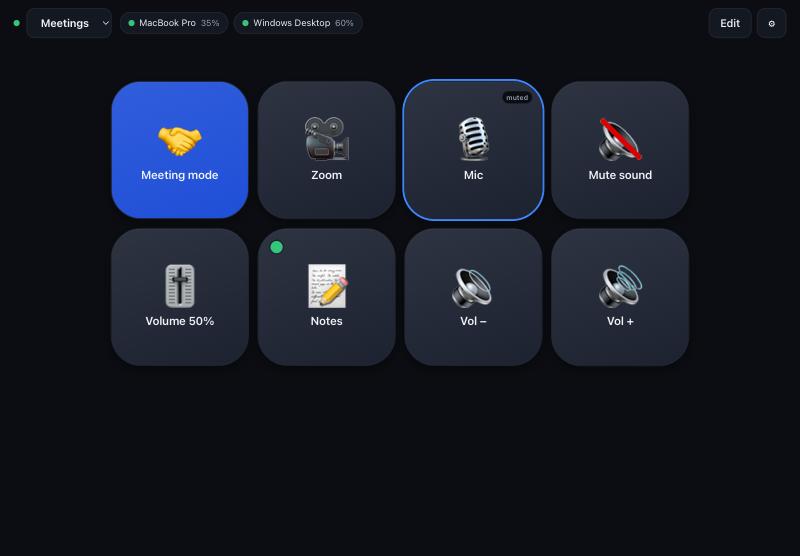 Meetings
MacBook Pro 35%
Windows Desktop 60%
Edit
Meeting mode
Zoom
muted
Mic
Mute sound
Volume 50%
Notes
Vol –
Vol +